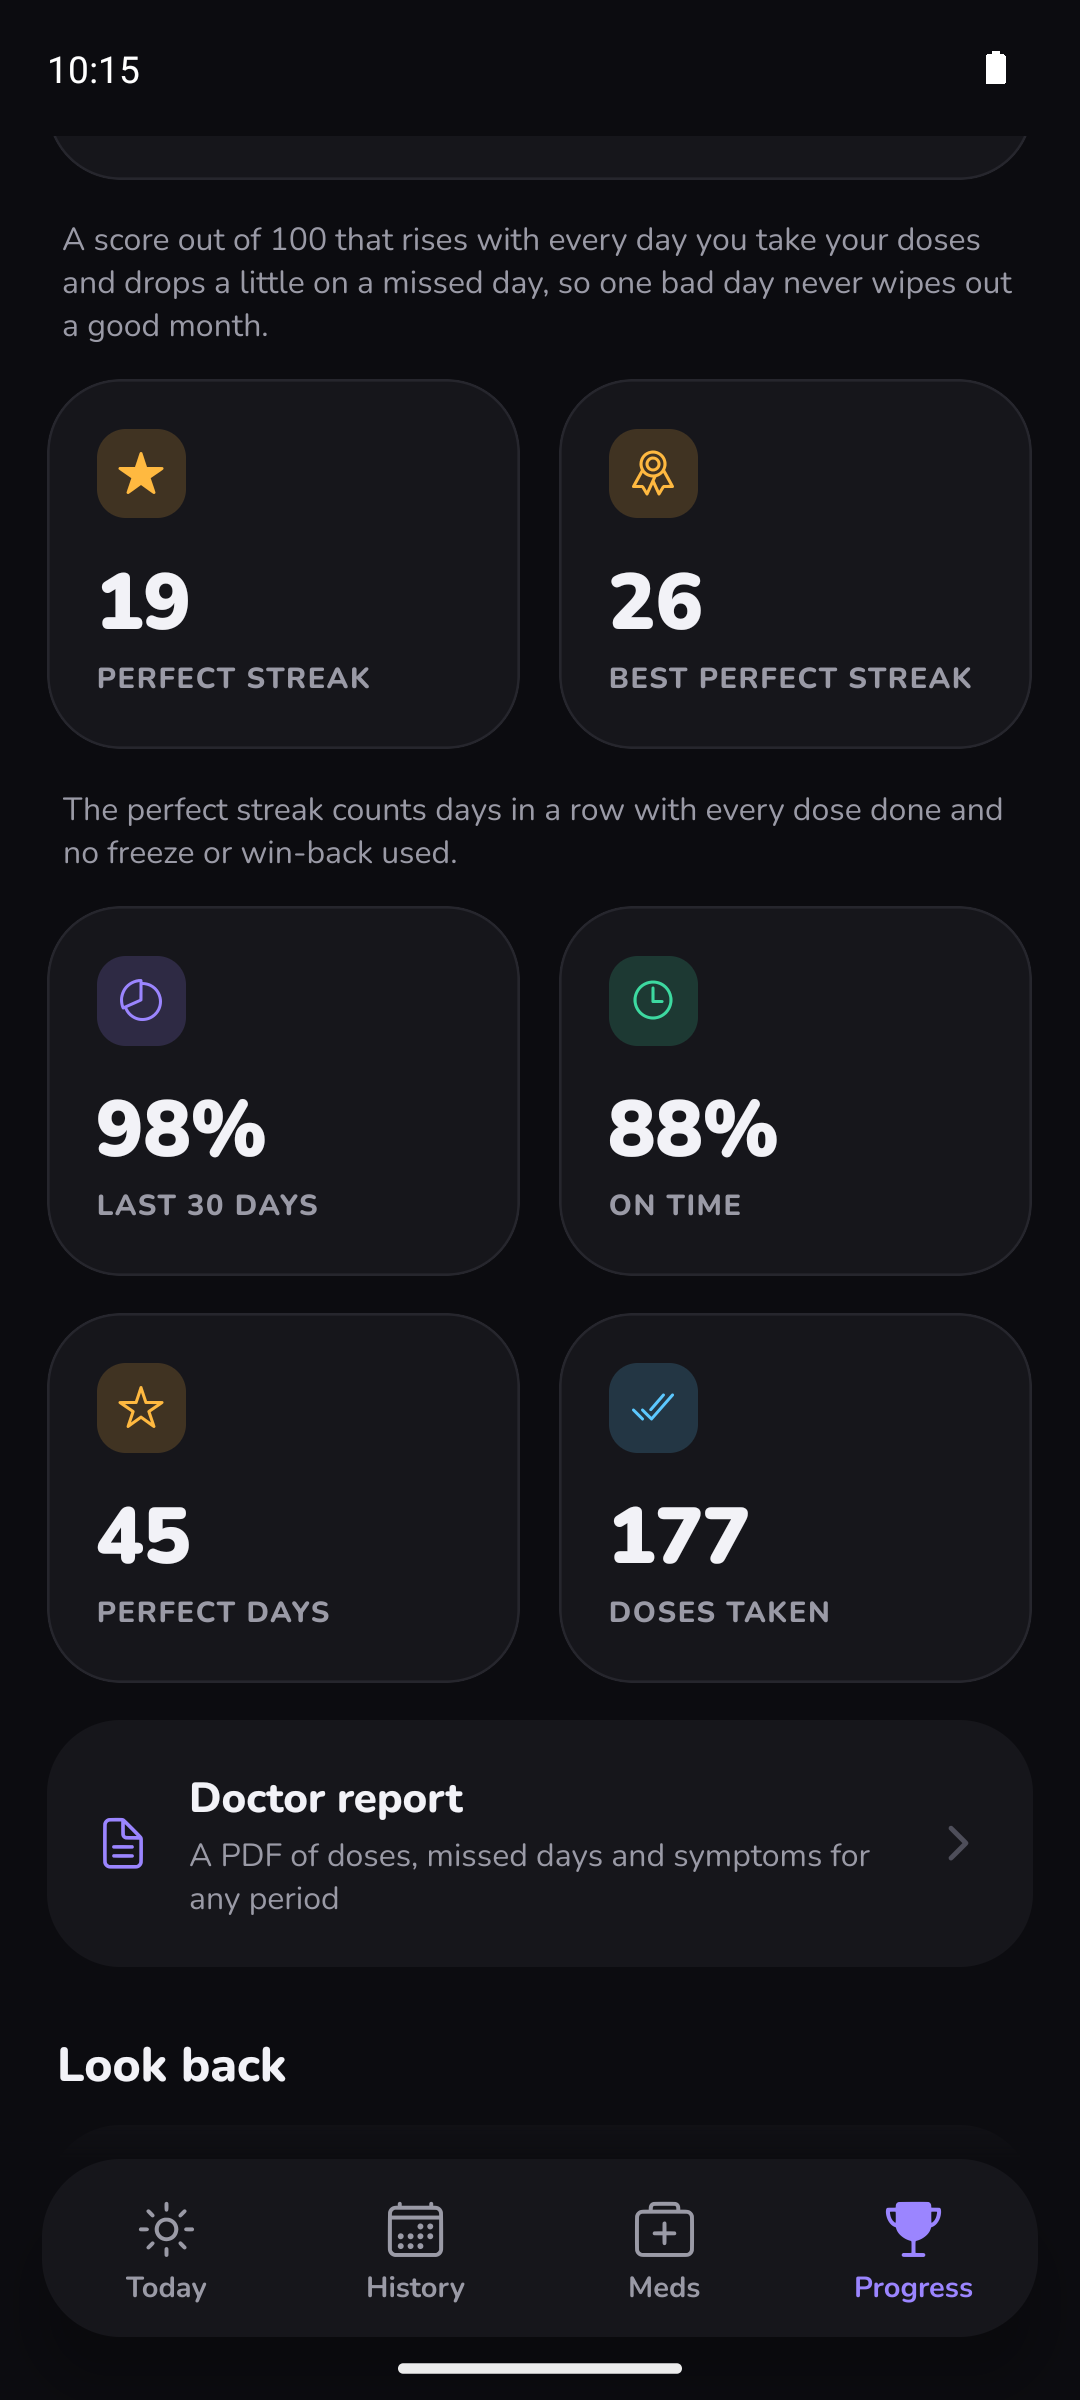 10:15
A score out of 100 that rises with every day you take your doses
and drops a little on a missed day, so one bad day never wipes out
a good month.
19
PERFECT STREAK
26
BEST PERFECT STREAK
The perfect streak counts days in a row with every dose done and
no freeze or win-back used.
98%
LAST 30 DAYS
88%
ON TIME
45
PERFECT DAYS
177
DOSES TAKEN
Doctor report
A PDF of doses, missed days and symptoms for
any period
Look back
Today
History
Meds
Progress